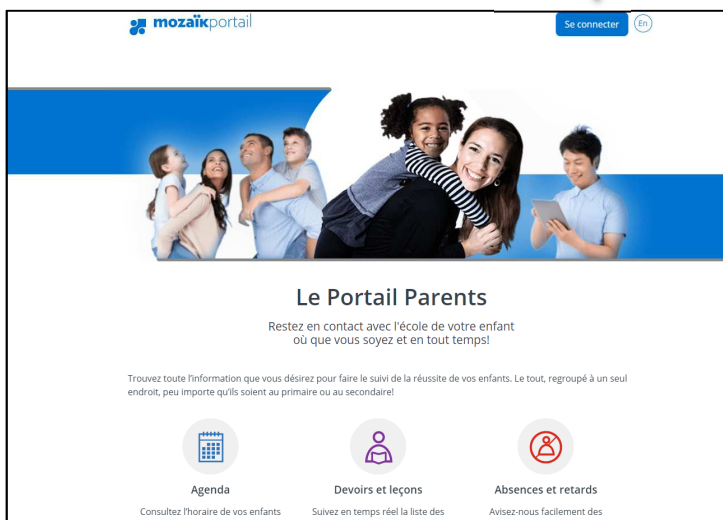 mozaïkportail
Se connecter
En
Le Portail Parents
Restez en contact avec l'école de votre enfant
où que vous soyez et en tout temps!
Trouvez toute l'information que vous désirez pour faire le suivi de la réussite de vos enfants. Le tout, regroupé à un seul
endroit, peu importe qu'ils soient au primaire ou au secondaire!
Agenda
Devoirs et leçons
Absences et retards
Consultez l'horaire de vos enfants
Suivez en temps réel la liste des
Avisez-nous facilement des